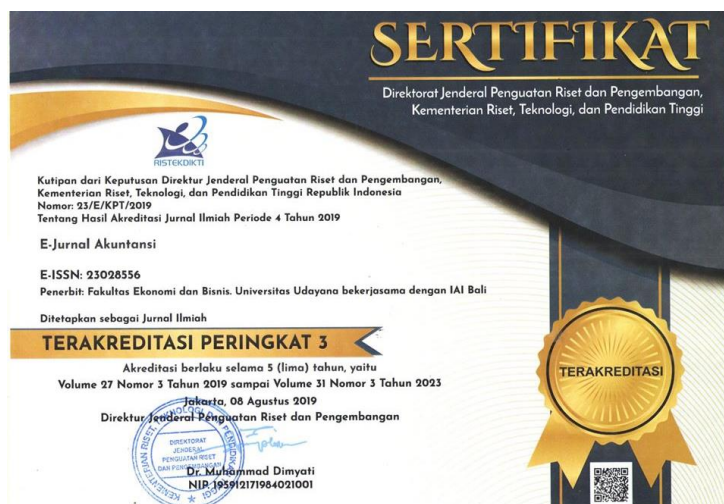 SERTIFIKAT
Direktorat Jenderal Penguatan Riset dan Pengembangan,
Kementerian Riset, Teknologi, dan Pendidikan Tinggi
RISTEKDIKTI
Kutipan dari Keputusan Direktur Jenderal Penguatan Riset dan Pengembangan,
Kementerian Riset, Teknologi, dan Pendidikan Tinggi Republik Indonesia
Nomor: 23/E/KPT/2019
Tentang Hasil Akreditasi Jurnal Ilmiah Periode 4 Tahun 2019
E-Jurnal Akuntansi
E-ISSN: 23028556
Penerbit: Fakultas Ekonomi dan Bisnis. Universitas Udayana bekerjasama dengan IAI Bali
Ditetapkan sebagai Jurnal Ilmiah
TERAKREDITASI PERINGKAT 3
TERAKREDITASI
Akreditasi berlaku selama 5 (lima) tahun, yaitu
Volume 27 Nomor 3 Tahun 2019 sampai Volume 31 Nomor 3 Tahun 2023
Jakarta, 08 Agustus 2019
Direktur Jenderal Penguatan Riset dan Pengembangan
DIREKTORAT
JENDERAL
PENGUATAN RISET
DAN PENGEMBANGAN
Dr. Muhammad Dimyati
NIP. 195912171984021001